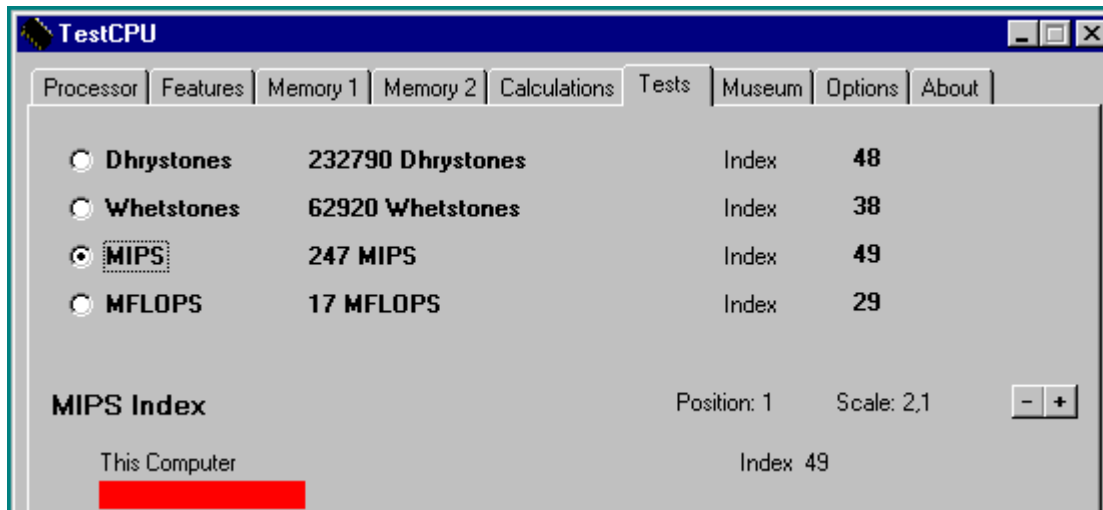 TestCPU
Processor Features Memory 1 Memory 2 Calculations Tests Museum Options About
Dhrystones 232790 Dhrystones Index 48
Whetstones 62920 Whetstones Index 38
MIPS 247 MIPS Index 49
MFLOPS 17 MFLOPS Index 29
MIPS Index Position: 1 Scale: 2,1 - +
This Computer Index 49